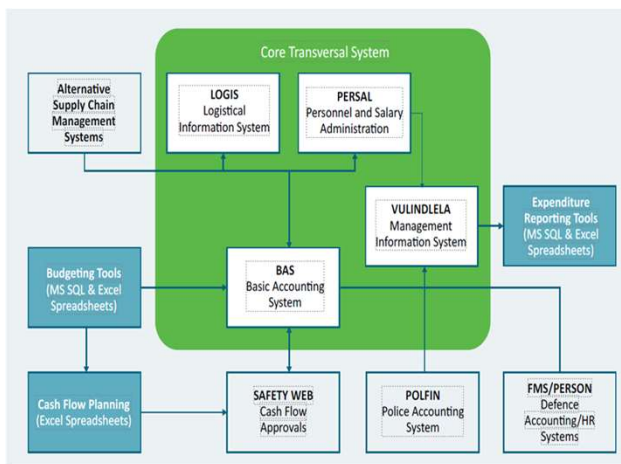 Core Transversal System
Alternative
Supply Chain
Management
Systems
LOGIS
Logistical
Information System
PERSAL
Personnel and Salary
Administration
VULINDLELA
Management
Information System
Expenditure
Reporting Tools
(MS SQL & Excel
Spreadsheets)
Budgeting Tools
(MS SQL & Excel
Spreadsheets)
BAS
Basic Accounting
System
Cash Flow Planning
(Excel Spreadsheets)
SAFETY WEB
Cash Flow
Approvals
POLFIN
Police Accounting
System
FMS/PERSON
Defence
Accounting/HR
Systems